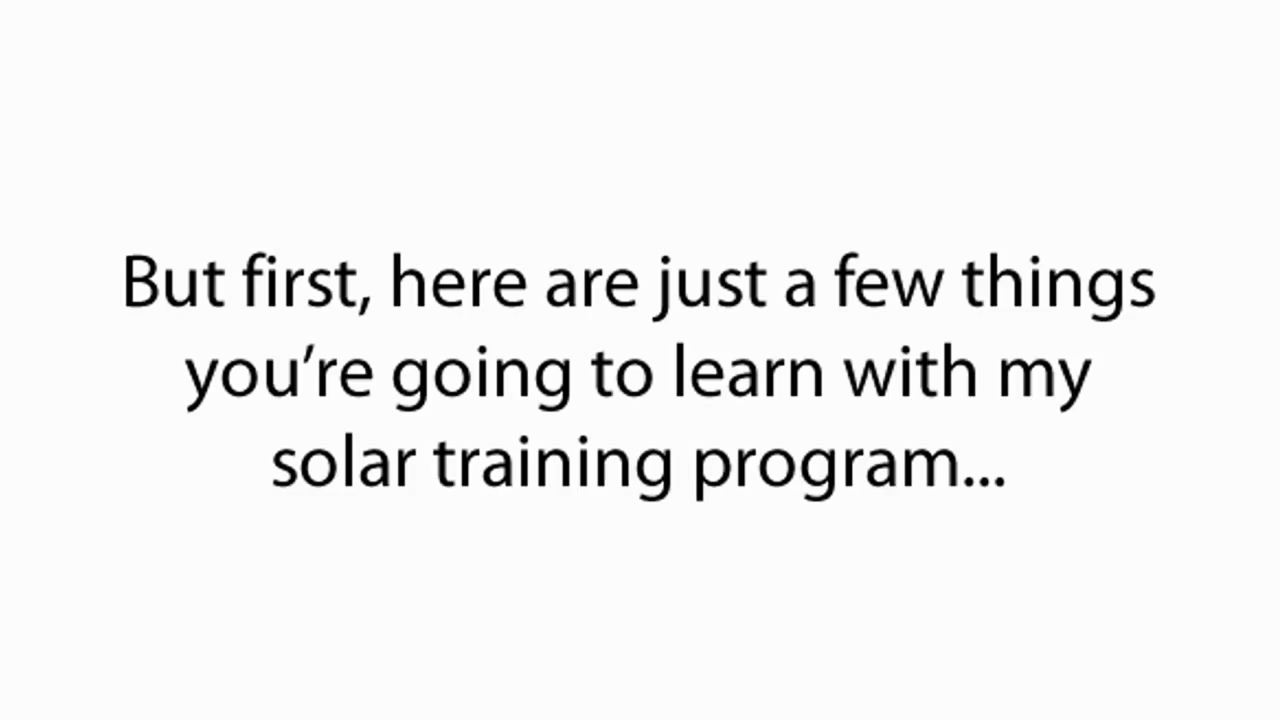 But first, here are just a few things
you’re going to learn with my
solar training program...